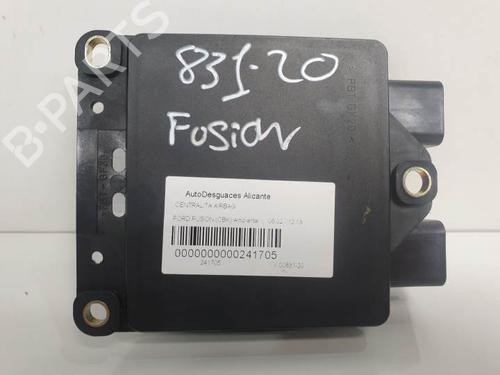 831-20
Fusion
AutoDesguaces Alicante
CENTRALITA AIRBAG
FORD FUSION (CBK) Ambiente
0000000000241705
241705
B-PARTS